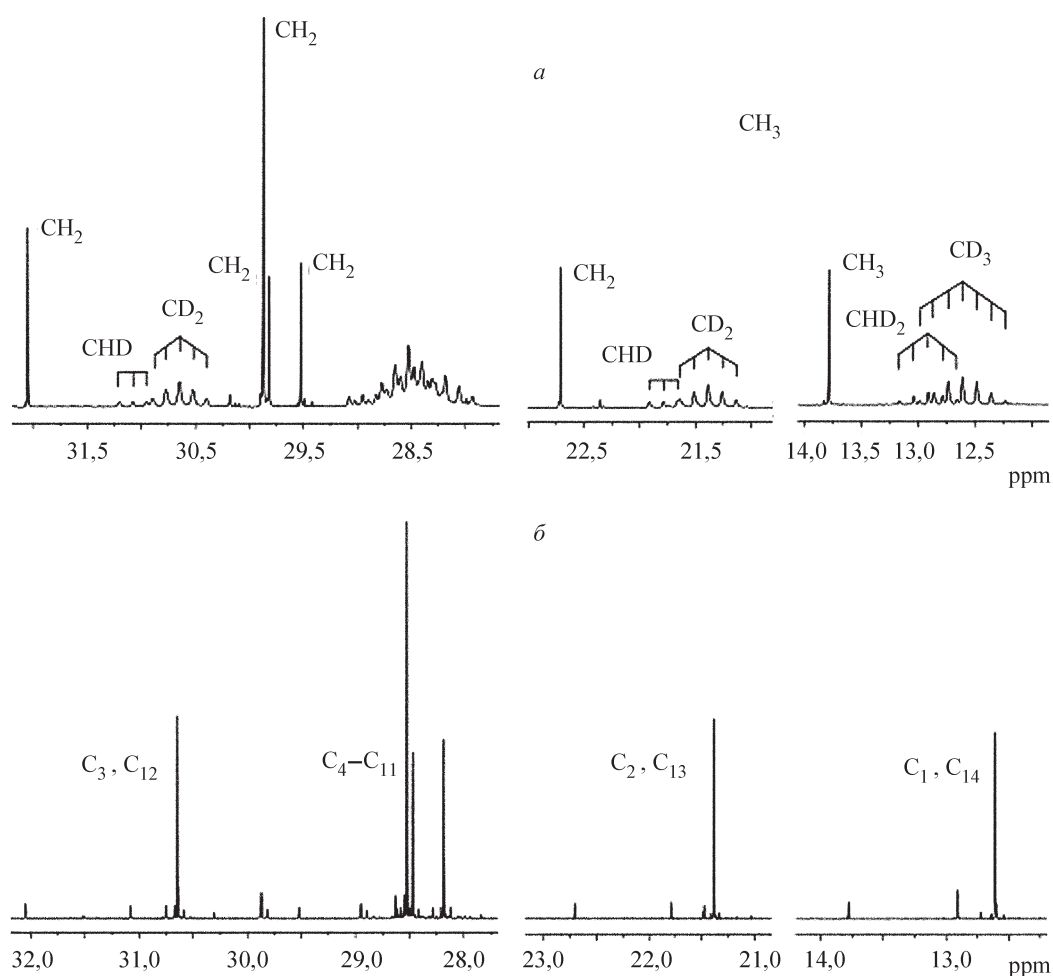 CH₂
а
CH₃
CH₂
CH₂ CH₂
CD₂
CHD
CH₂
CD₂
CHD
CH₃
CD₃
CHD₂
31,5 30,5 29,5 28,5
22,5 21,5
14,0 13,5 13,0 12,5
ppm
б
C₃ , C₁₂
C₄–C₁₁
C₂ , C₁₃
C₁ , C₁₄
32,0 31,0 30,0 29,0 28,0
23,0 22,0 21,0
14,0 13,0 ppm